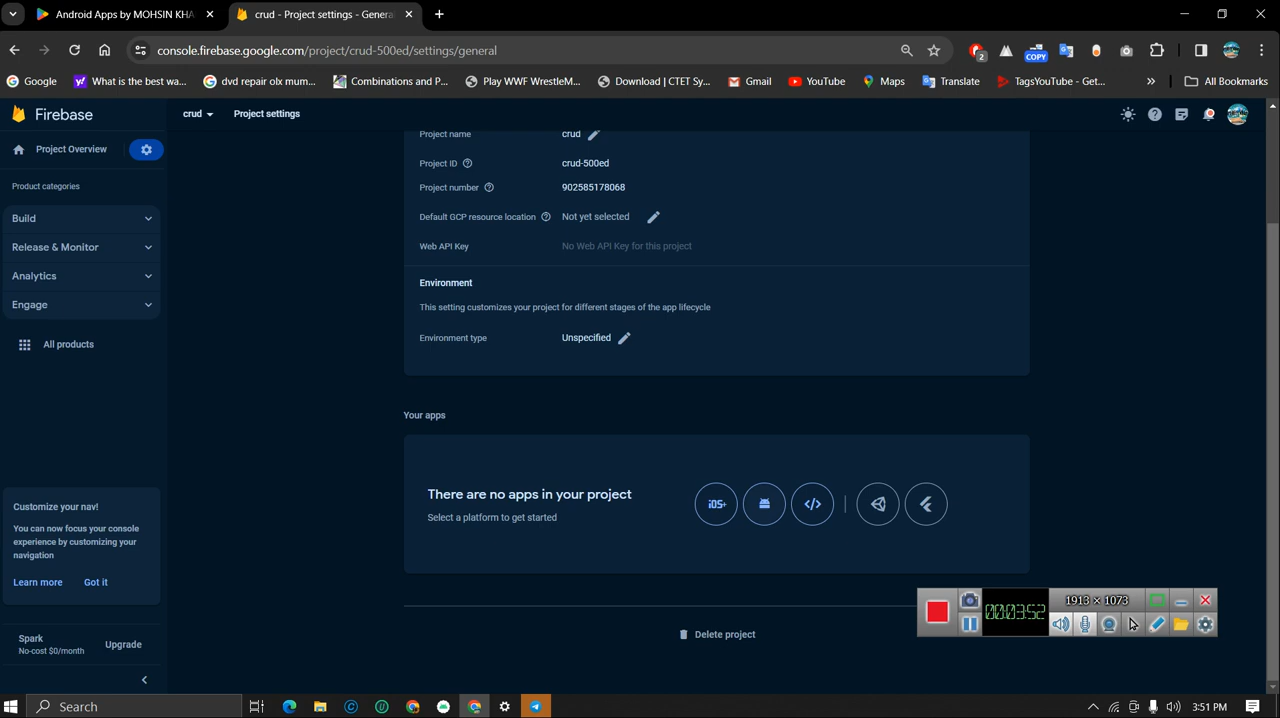 Android Apps by MOHSIN KHA
crud - Project settings - Genera
console.firebase.google.com/project/crud-500ed/settings/general
2
COPY
Google
What is the best wa...
dvd repair olx mum...
Combinations and P...
Play WWF WrestleM...
Download | CTET Sy...
Gmail
YouTube
Maps
Translate
TagsYouTube - Get...
All Bookmarks
Firebase
crud
Project settings
Project Overview
Product categories
Build
Release & Monitor
Analytics
Engage
All products
Customize your nav!
You can now focus your console
experience by customizing your
navigation
Learn more Got it
Spark
No-cost $0/month
Upgrade
Project name crud
Project ID crud-500ed
Project number 902585178068
Default GCP resource location Not yet selected
Web API Key No Web API Key for this project
Environment
This setting customizes your project for different stages of the app lifecycle
Environment type Unspecified
Your apps
There are no apps in your project
Select a platform to get started
iOS+
Delete project
00:03:52
1913 × 1073
Search
3:51 PM